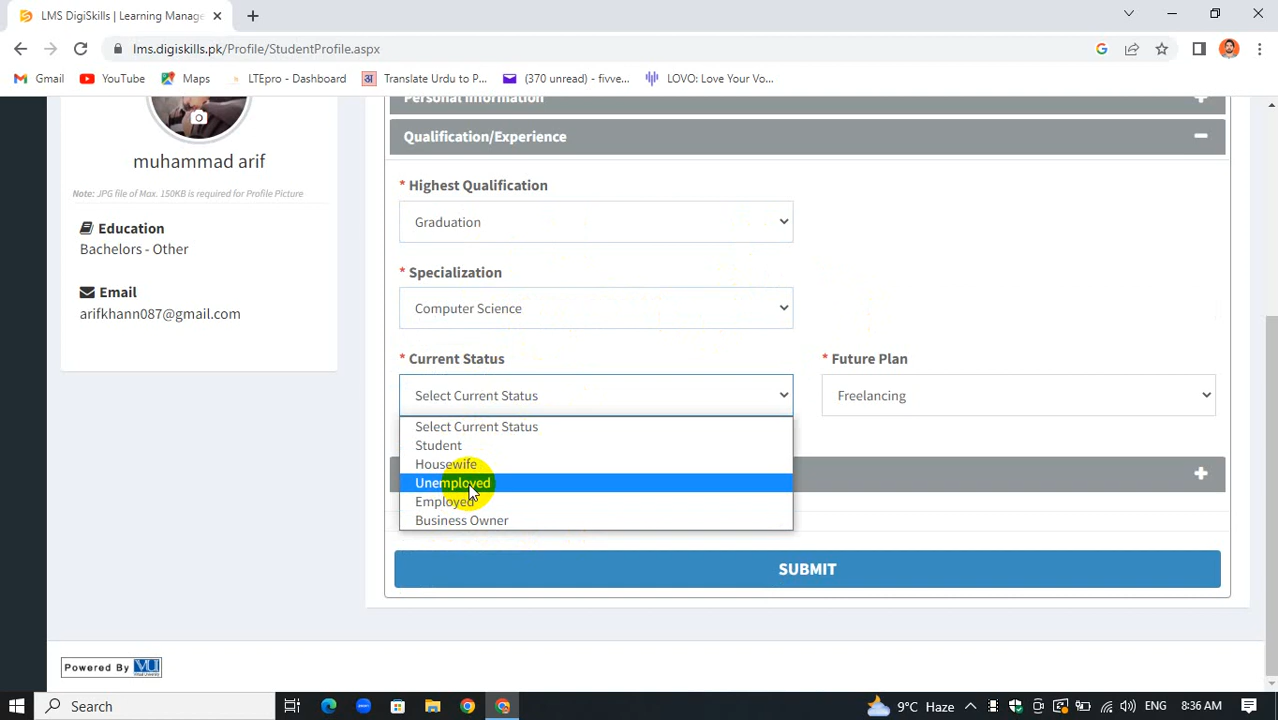 LMS DigiSkills | Learning Manage
lms.digiskills.pk/Profile/StudentProfile.aspx
Gmail
YouTube
Maps
LTEpro - Dashboard
Translate Urdu to P...
(370 unread) - fivve...
LOVO: Love Your Vo...
Personal Information
Qualification/Experience
muhammad arif
Note: JPG file of Max. 150KB is required for Profile Picture
Education
Bachelors - Other
Email
arifkhann087@gmail.com
* Highest Qualification
Graduation
* Specialization
Computer Science
* Current Status
* Future Plan
Select Current Status
Freelancing
Select Current Status
Student
Housewife
Unemployed
Employed
Business Owner
SUBMIT
Powered By VU
Search
9°C Haze
ENG
8:36 AM